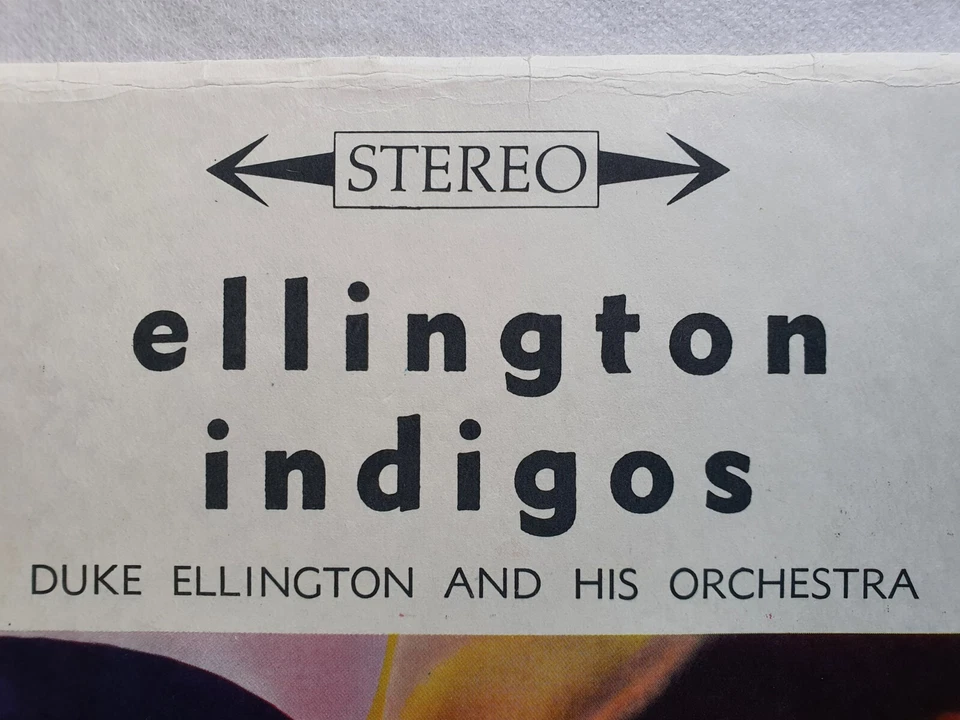 STEREO
ellington
indigos
DUKE ELLINGTON AND HIS ORCHESTRA